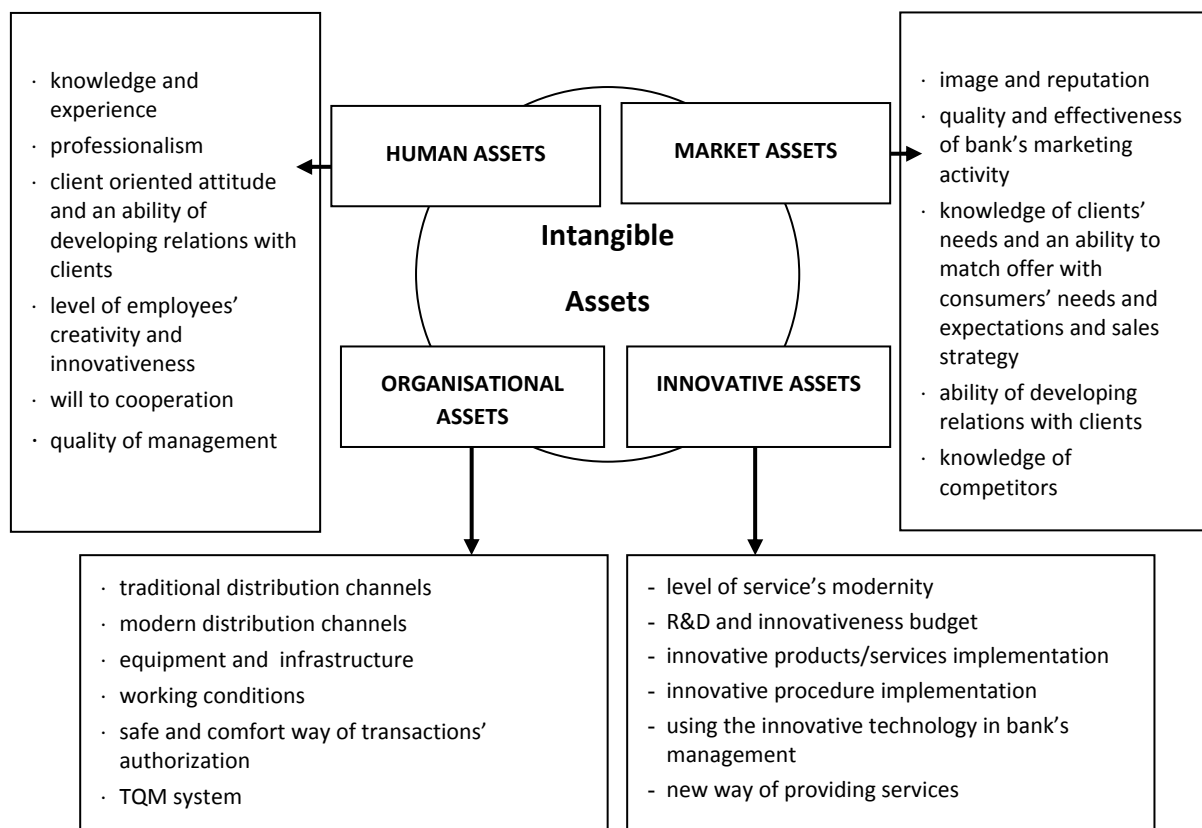 · knowledge and
experience
· professionalism
· client oriented attitude
and an ability of
developing relations with
clients
· level of employees’
creativity and
innovativeness
· will to cooperation
· quality of management
HUMAN ASSETS
MARKET ASSETS
Intangible
Assets
ORGANISATIONAL
ASSETS
INNOVATIVE ASSETS
· image and reputation
· quality and effectiveness
of bank’s marketing
activity
· knowledge of clients’
needs and an ability to
match offer with
consumers’ needs and
expectations and sales
strategy
· ability of developing
relations with clients
· knowledge of
competitors
· traditional distribution channels
· modern distribution channels
· equipment and infrastructure
· working conditions
· safe and comfort way of transactions’
authorization
· TQM system
- level of service’s modernity
- R&D and innovativeness budget
- innovative products/services implementation
- innovative procedure implementation
- using the innovative technology in bank’s
management
- new way of providing services